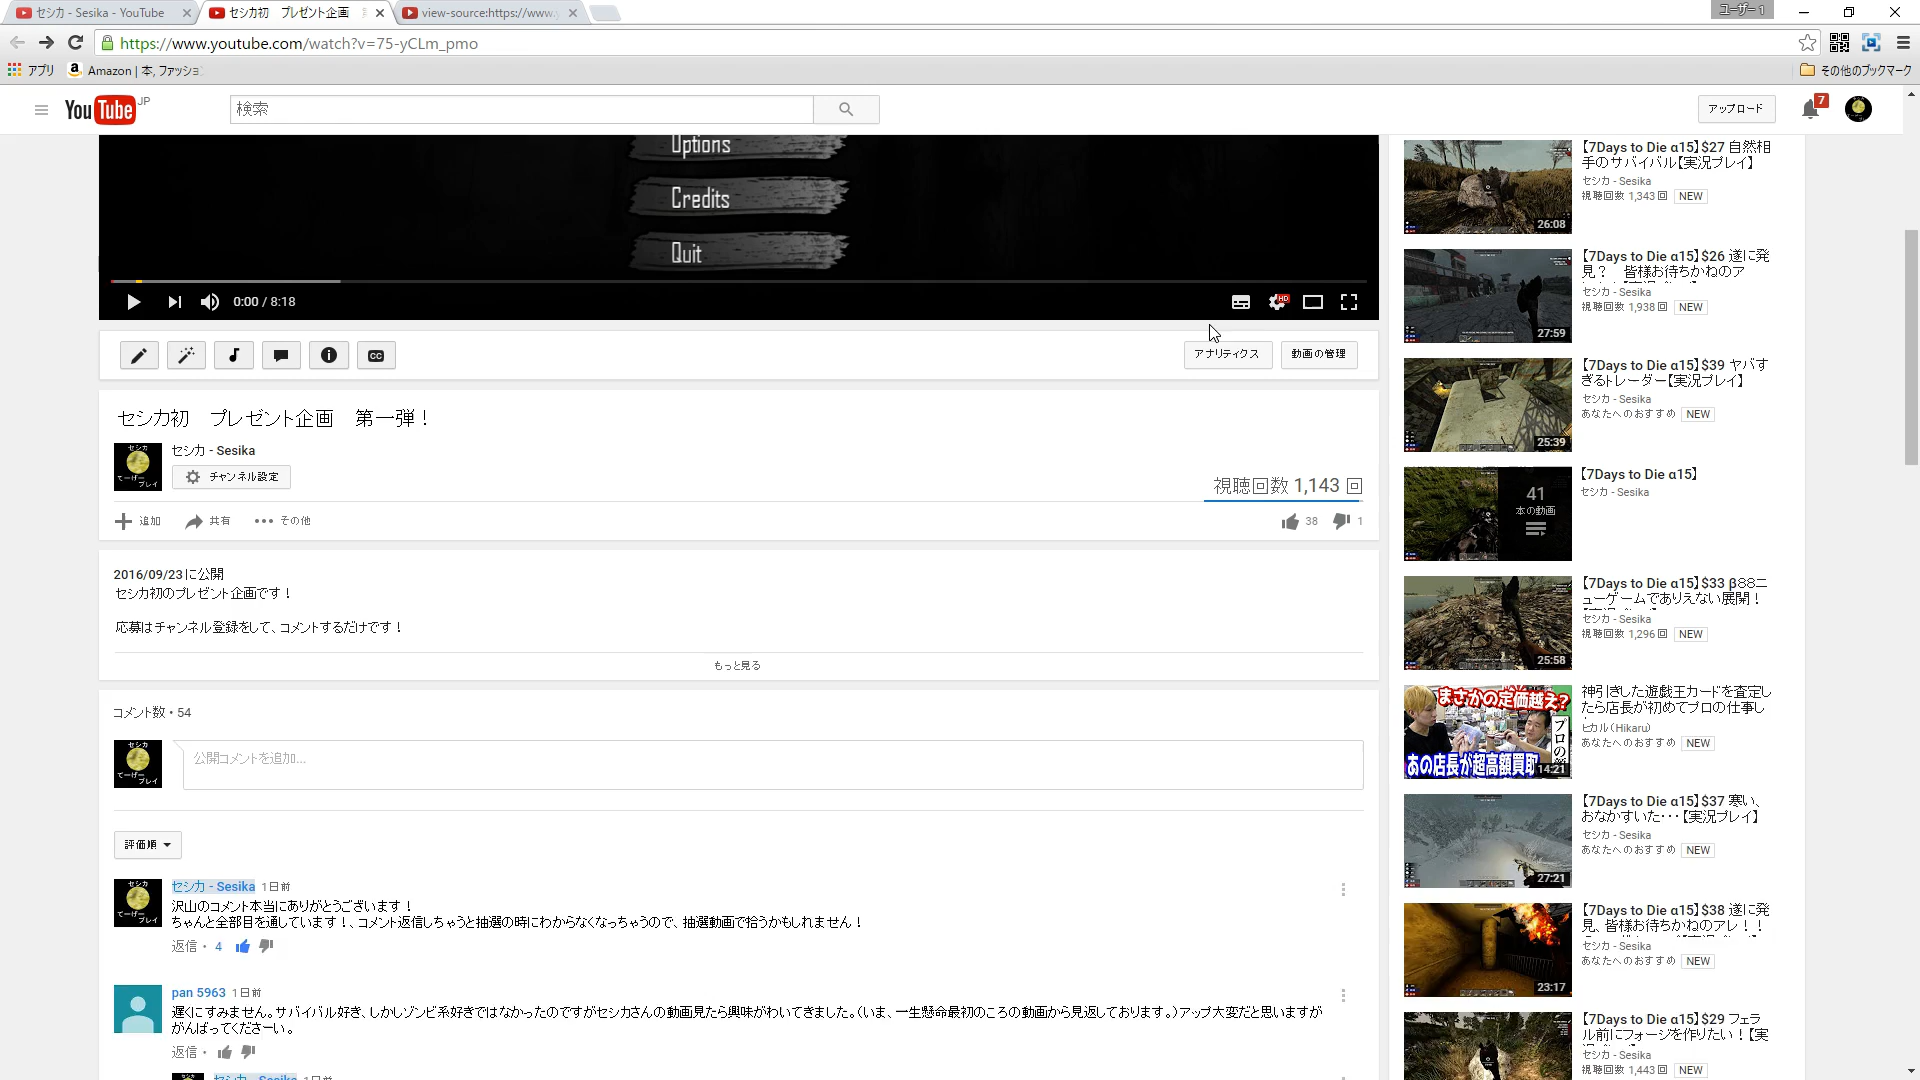 セシカ - Sesika - YouTube
セシカ初 プレゼント企画
view-source:https://www.
ユーザー 1
https://www.youtube.com/watch?v=75-yCLm_pmo
アプリ
Amazon | 本, ファッショ
その他のブックマーク
YouTube JP
検索
アップロード
7
Options
Credits
Quit
0:00 / 8:18
HD
CC
アナリティクス
動画の管理
セシカ初 プレゼント企画 第一弾！
セシカ - Sesika
チャンネル設定
視聴回数 1,143 回
追加
共有
その他
38
1
2016/09/23 に公開
セシカ初のプレゼント企画です！
応募はチャンネル登録をして、コメントするだけです！
もっと見る
コメント数・54
セシカ
てーげー
プレイ
公開コメントを追加...
評価順
セシカ - Sesika 1日前
沢山のコメント本当にありがとうございます！
ちゃんと全部目を通しています！、コメント返信しちゃうと抽選の時にわからなくなっちゃうので、抽選動画で拾うかもしれません！
返信・ 4
pan 5963 1日前
遅くにすみません。サバイバル好き、しかしゾンビ系好きではなかったのですがセシカさんの動画見たら興味がわいてきました。（いま、一生懸命最初のころの動画から見返しております。）アップ大変だと思いますが
がんばってくださーい。
返信・
セシカ - Sesika 1日前
【7Days to Die α15】$27 自然相
手のサバイバル【実況プレイ】
セシカ - Sesika
視聴回数 1,343 回 NEW
26:08
【7Days to Die α15】$26 遂に発
見？ 皆様お待ちかねのア
セシカ - Sesika
視聴回数 1,938 回 NEW
27:59
【7Days to Die α15】$39 ヤバす
ぎるトレーダー【実況プレイ】
セシカ - Sesika
あなたへのおすすめ NEW
25:39
【7Days to Die α15】
セシカ - Sesika
41
本の動画
【7Days to Die α15】$33 β88ニ
ューゲームでありえない展開！
セシカ - Sesika
視聴回数 1,296 回 NEW
25:58
神引きした遊戯王カードを査定し
たら店長が初めてプロの仕事し
ヒカル（Hikaru）
あなたへのおすすめ NEW
まさかの定価越え？
プロの
あの店長が超高額買取
14:21
【7Days to Die α15】$37 寒い、
おなかすいた・・・【実況プレイ】
セシカ - Sesika
あなたへのおすすめ NEW
27:21
【7Days to Die α15】$38 遂に発
見、皆様お待ちかねのアレ！！
セシカ - Sesika
あなたへのおすすめ NEW
23:17
【7Days to Die α15】$29 フェラ
ル前にフォージを作りたい！【実
セシカ - Sesika
視聴回数 1,443 回 NEW